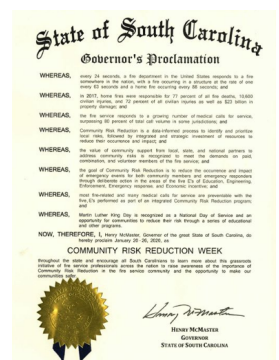 State of South Carolina
Governor's Proclamation
WHEREAS, every 24 seconds, a fire department in the United States responds to a fire
somewhere in the nation, with a fire occurring in a structure at the rate of one
every 63 seconds and a home fire occurring every 88 seconds; and
WHEREAS, in 2017, home fires were responsible for 77 percent of all fire deaths, 10,600
civilian injuries, and 72 percent of all civilian injuries as well as $23 billion in
property damage; and
WHEREAS, the fire service responds to a growing number of medical calls for support,
surpassing 80 percent of total call volume in some jurisdictions; and
WHEREAS, Community Risk Reduction is a data-informed process to identify and prioritize
local risks, followed by integrated and strategic investment of resources to
reduce their occurrence and impact; and
WHEREAS, the value of community support from local, state, and national partners to
address community risks is recognized to meet the demands on paid,
combination, and volunteer members of the fire service; and
WHEREAS, the goal of Community Risk Reduction is to reduce the occurrence and impact
of emergency events for both community members and emergency responders
through deliberate action in the areas of the five E's of Education, Engineering,
Enforcement, Emergency response, and Economic incentive; and
WHEREAS, most fire-related and many medical calls for service are preventable with the
five E's performed as part of an integrated Community Risk Reduction program;
and
WHEREAS, Martin Luther King Day is recognized as a National Day of Service and an
opportunity for communities to reduce their risk through a series of educational
and other programs.
NOW, THEREFORE, I, Henry McMaster, Governor of the great State of South Carolina, do
hereby proclaim January 20-26, 2020, as
COMMUNITY RISK REDUCTION WEEK
throughout the state and encourage all South Carolinians to learn more about this grassroots
initiative of fire service professionals across the nation to raise awareness of the importance of
Community Risk Reduction in the fire service community and the opportunity to make our
communities safer.
Henry McMaster
HENRY MCMASTER
GOVERNOR
STATE OF SOUTH CAROLINA